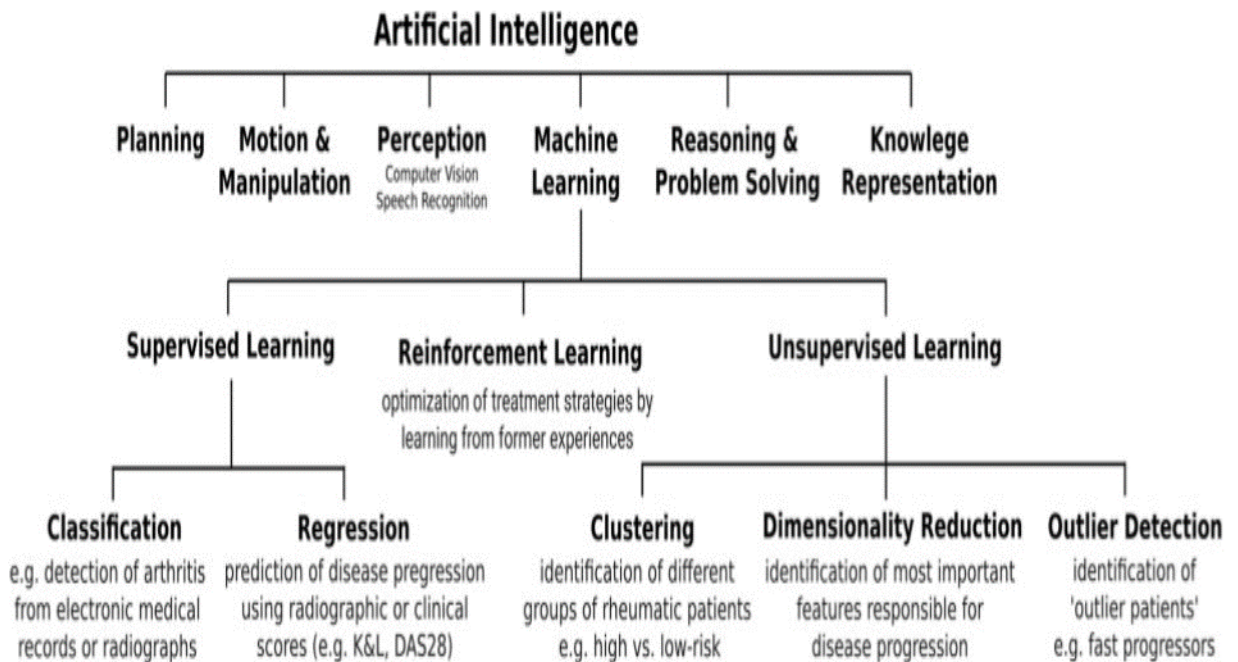 Artificial Intelligence
Planning
Motion &
Manipulation
Perception
Computer Vision
Speech Recognition
Machine
Learning
Reasoning &
Problem Solving
Knowlege
Representation
Supervised Learning
Reinforcement Learning
optimization of treatment strategies by
learning from former experiences
Unsupervised Learning
Classification
e.g. detection of arthritis
from electronic medical
records or radiographs
Regression
prediction of disease pregression
using radiographic or clinical
scores (e.g. K&L, DAS28)
Clustering
identification of different
groups of rheumatic patients
e.g. high vs. low-risk
Dimensionality Reduction
identification of most important
features responsible for
disease progression
Outlier Detection
identification of
'outlier patients'
e.g. fast progressors